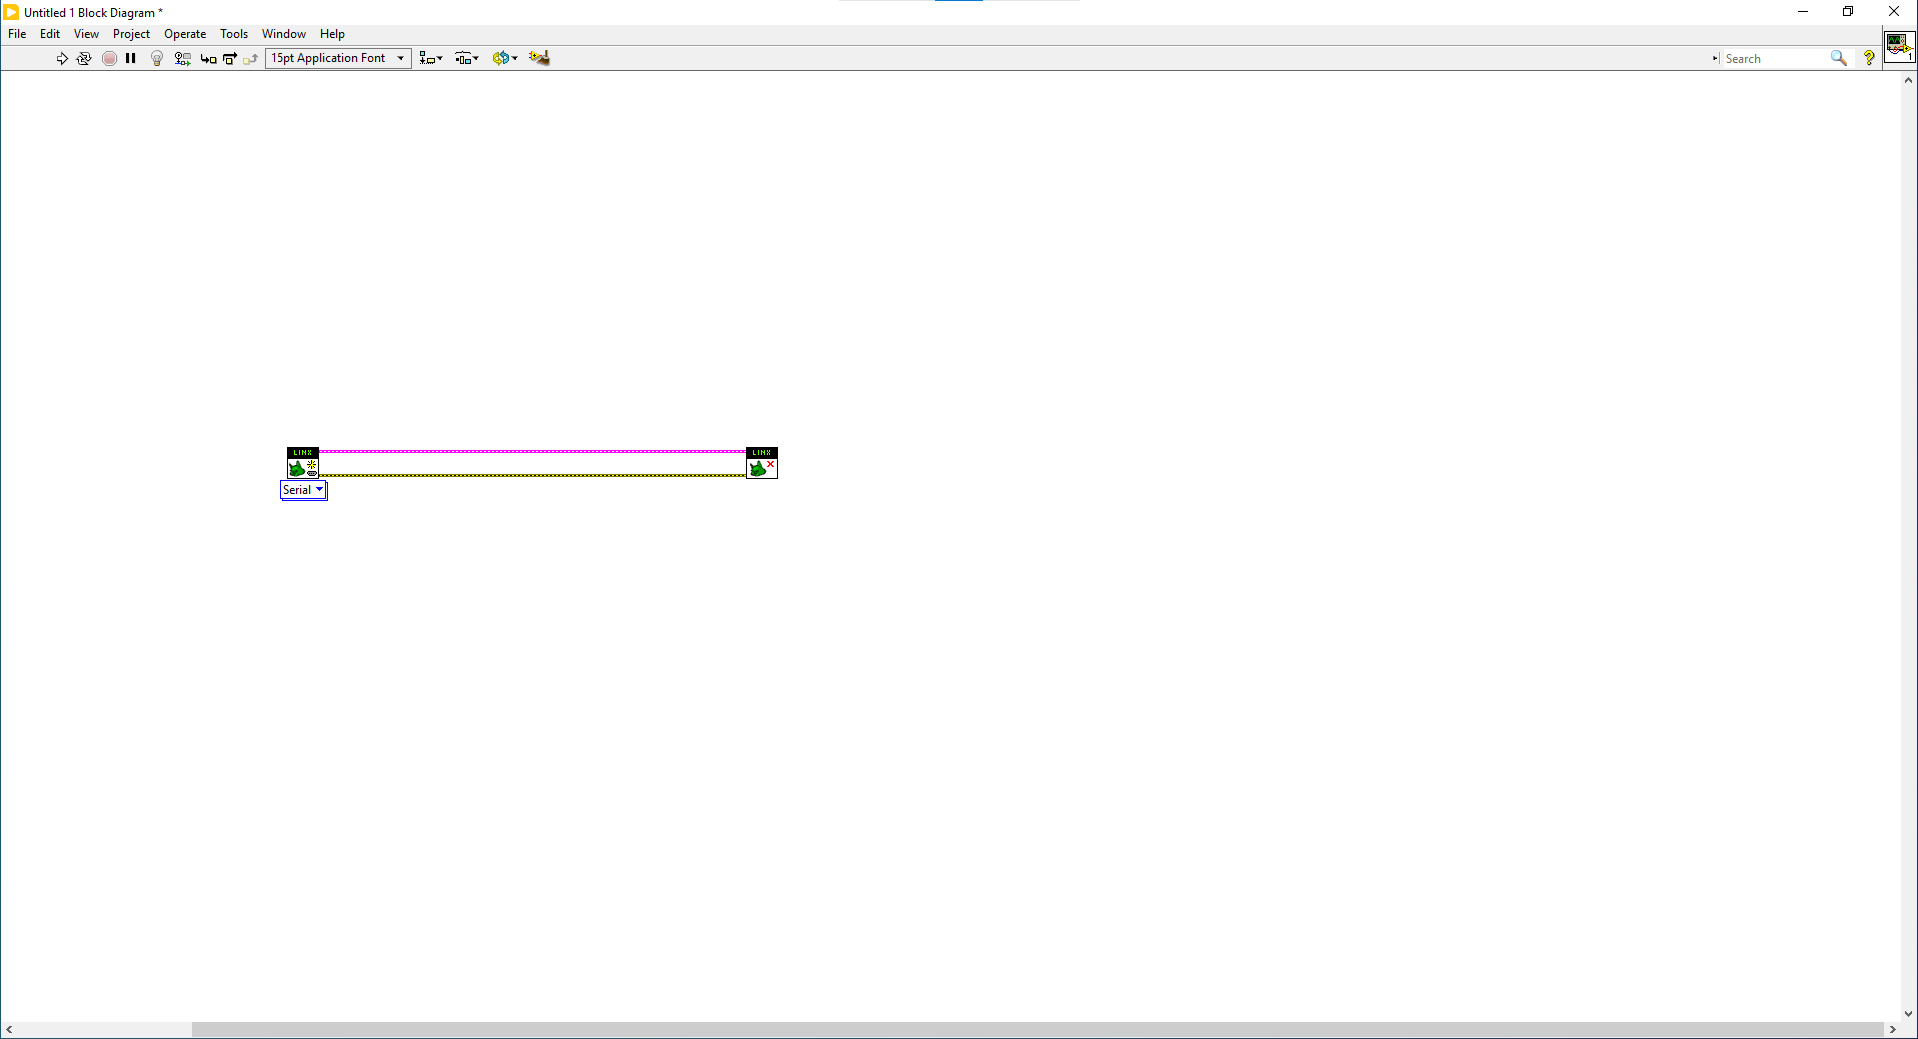 Untitled 1 Block Diagram *
File Edit View Project Operate Tools Window Help
15pt Application Font
Search
?
1
LINX
LINX
Serial